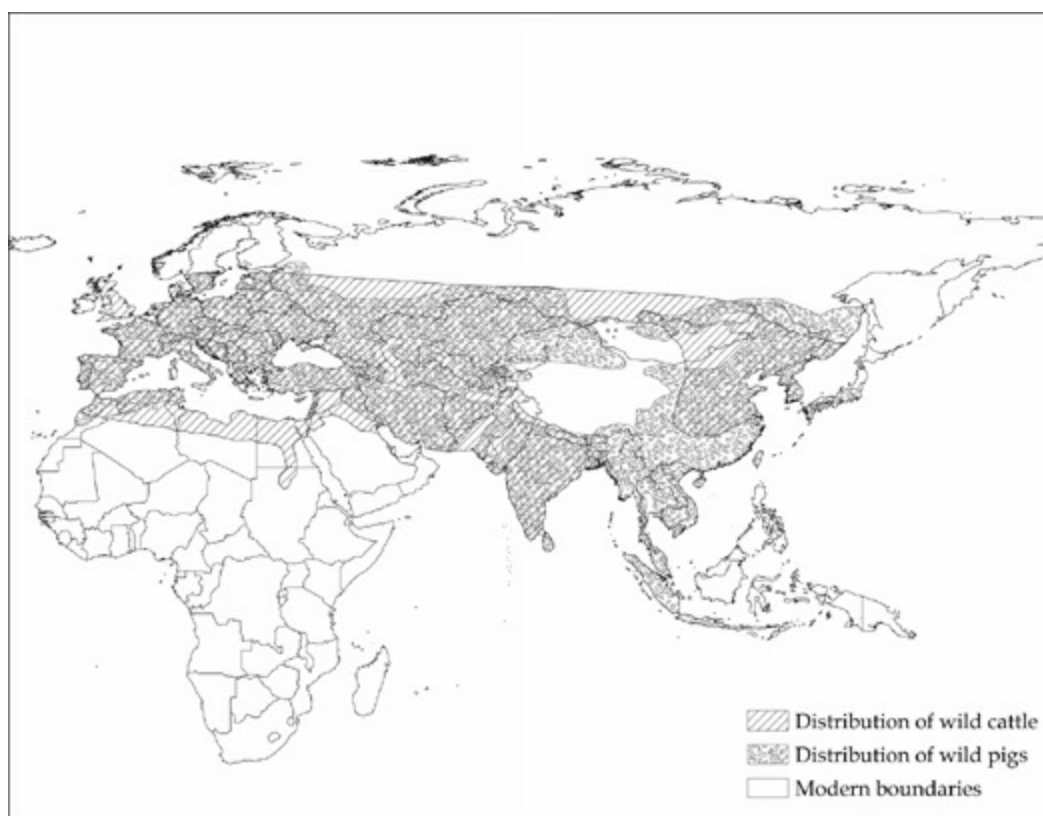 Distribution of wild cattle
Distribution of wild pigs
Modern boundaries